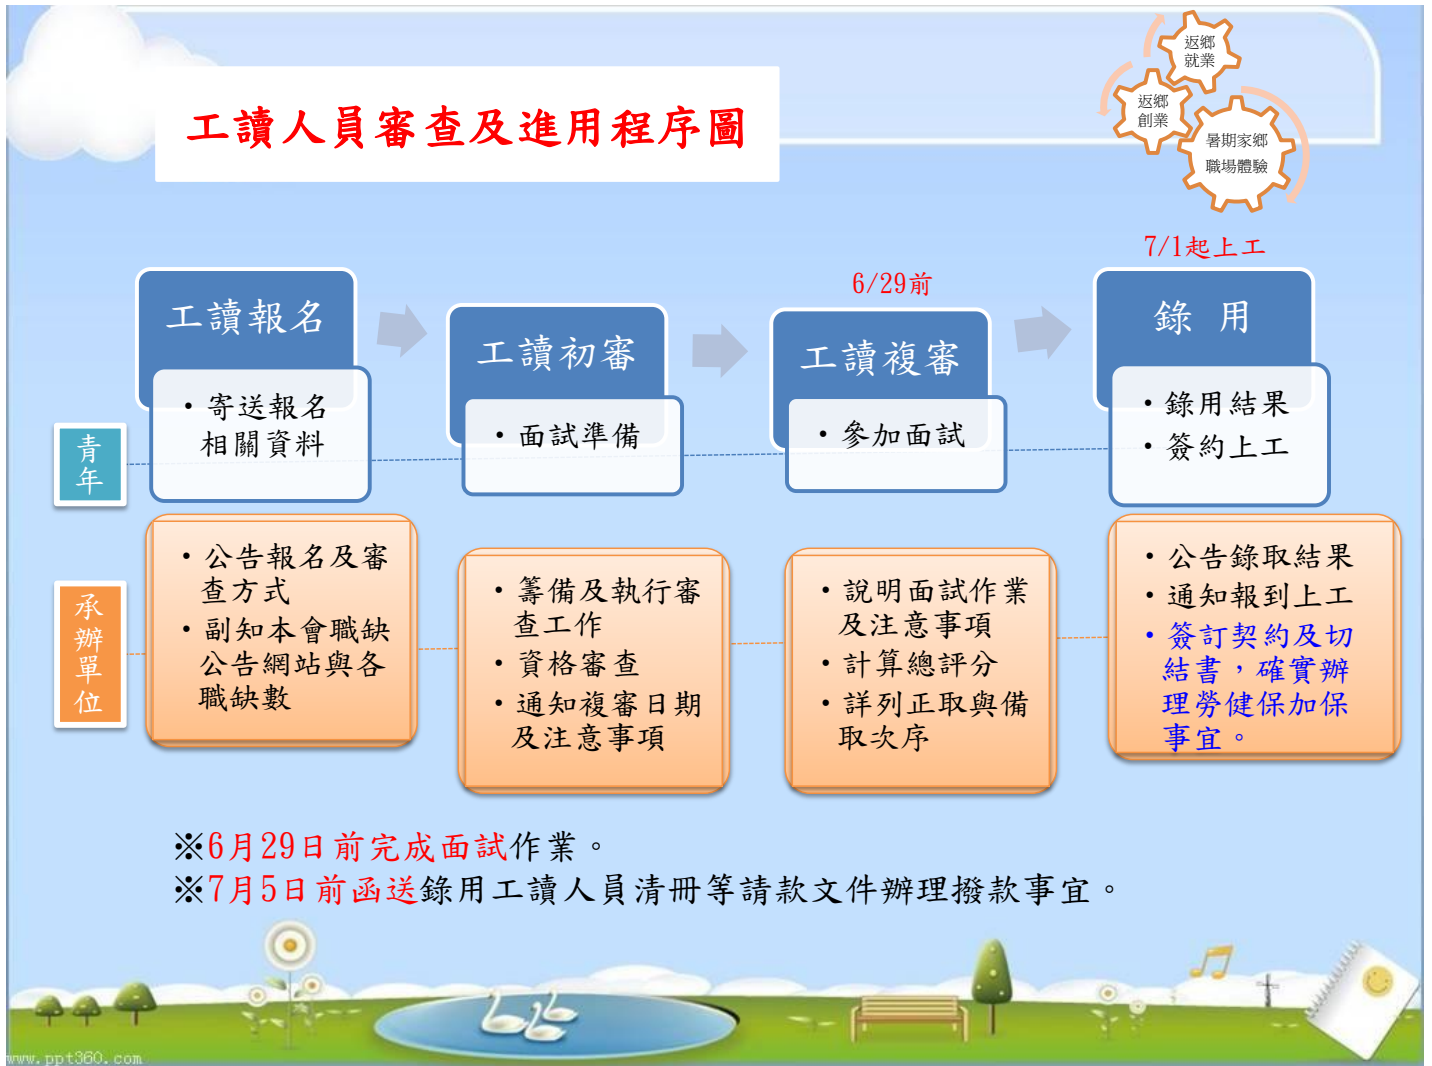 返鄉
就業
返鄉
創業
暑期家鄉
職場體驗
工讀人員審查及進用程序圖
7/1起上工
6/29前
工讀報名
工讀初審
工讀複審
錄 用
青年
•寄送報名
相關資料
•面試準備
•參加面試
•錄用結果
•簽約上工
承辦單位
•公告報名及審
查方式
•副知本會職缺
公告網站與各
職缺數
•籌備及執行審
查工作
•資格審查
•通知複審日期
及注意事項
•說明面試作業
及注意事項
•計算總評分
•詳列正取與備
取次序
•公告錄取結果
•通知報到上工
•簽訂契約及切
結書，確實辦
理勞健保加保
事宜。
※6月29日前完成面試作業。
※7月5日前函送錄用工讀人員清冊等請款文件辦理撥款事宜。
www.ppt360.com